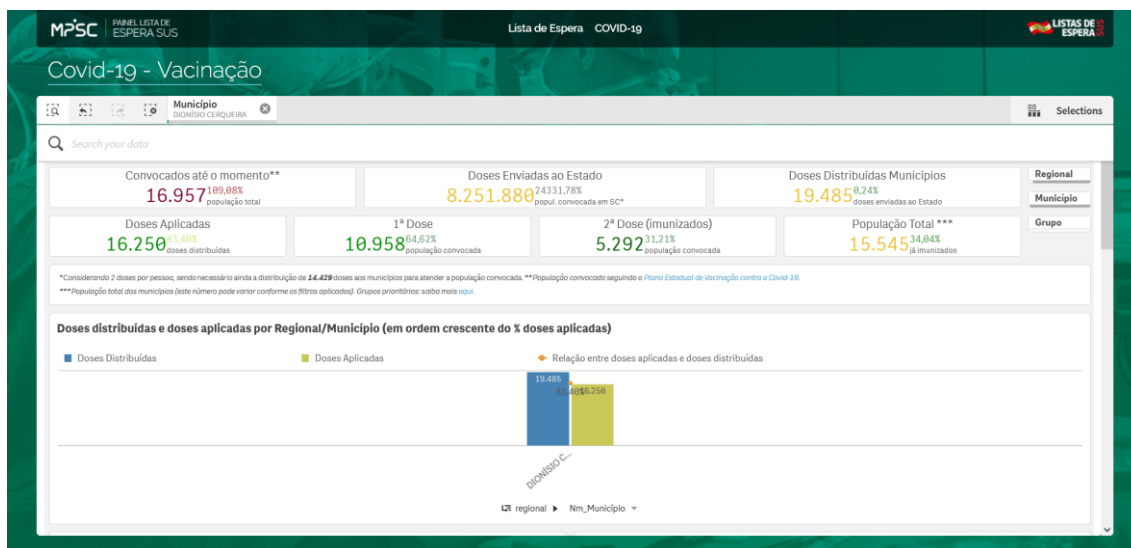 MPSC PAINEL LISTA DE ESPERA SUS
Lista de Espera COVID-19
LISTAS DE ESPERA SUS
Covid-19 - Vacinação
Município
DIONÍSIO CERQUEIRA
Selections
Search your data
Convocados até o momento**
16.957 109,08% população total
Doses Enviadas ao Estado
8.251.880 24331,78% popul. convocada em SC*
Doses Distribuídas Municípios
19.485 0,24% doses enviadas ao Estado
Regional
Município
Grupo
Doses Aplicadas
16.250 83,40% doses distribuídas
1ª Dose
10.958 64,62% população convocada
2ª Dose (imunizados)
5.292 31,21% população convocada
População Total ***
15.545 34,04% já imunizados
*Considerando 2 doses por pessoa, sendo necessário ainda a distribuição de 14.429 doses aos municípios para atender a população convocada. **População convocada seguindo o Plano Estadual de Vacinação contra a Covid-19.
***População total dos municípios (este número pode variar conforme os filtros aplicados). Grupos prioritários: saiba mais aqui.
Doses distribuídas e doses aplicadas por Regional/Município (em ordem crescente do % doses aplicadas)
Doses Distribuídas
Doses Aplicadas
Relação entre doses aplicadas e doses distribuídas
19.485
83,40%
16.250
DIONÍSIO C...
regional
Nm_Município